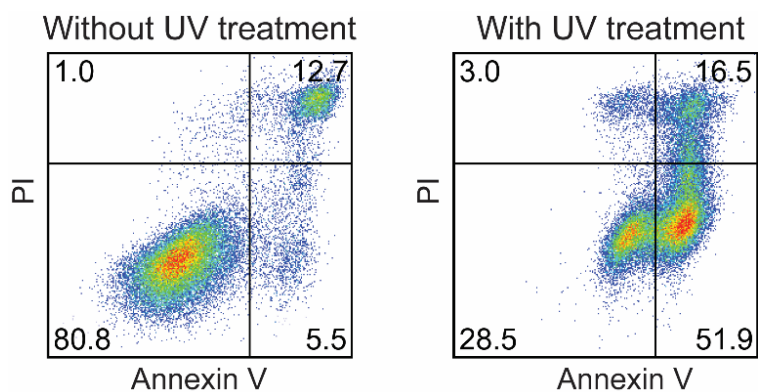 Without UV treatment
1.0 12.7
PI
80.8 5.5
Annexin V
With UV treatment
3.0 16.5
PI
28.5 51.9
Annexin V